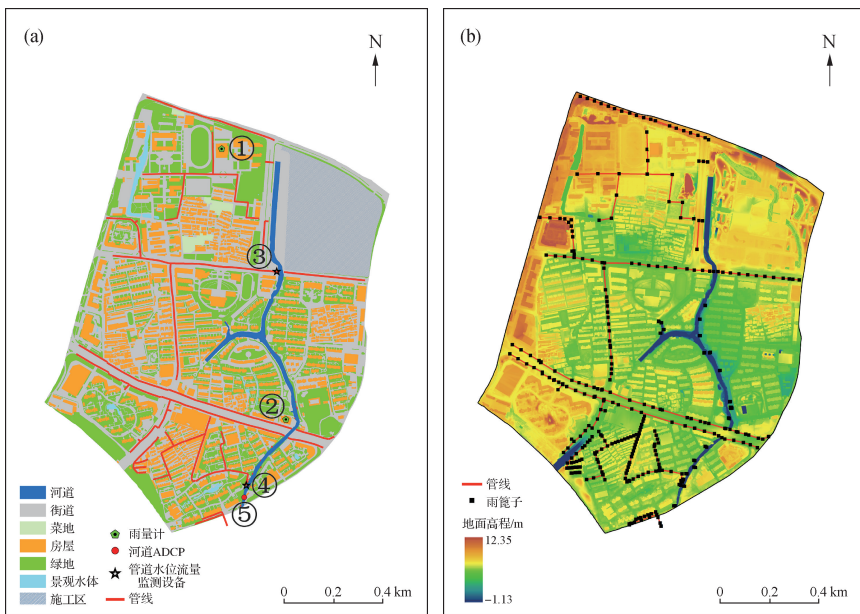 (a)
N
①
③
②
④
⑤
河道
街道
菜地
房屋
绿地
景观水体
施工区
雨量计
河道ADCP
管道水位流量
监测设备
管线
0 0.2 0.4 km
(b)
N
管线
雨篦子
地面高程/m
12.35
-1.13
0 0.2 0.4 km